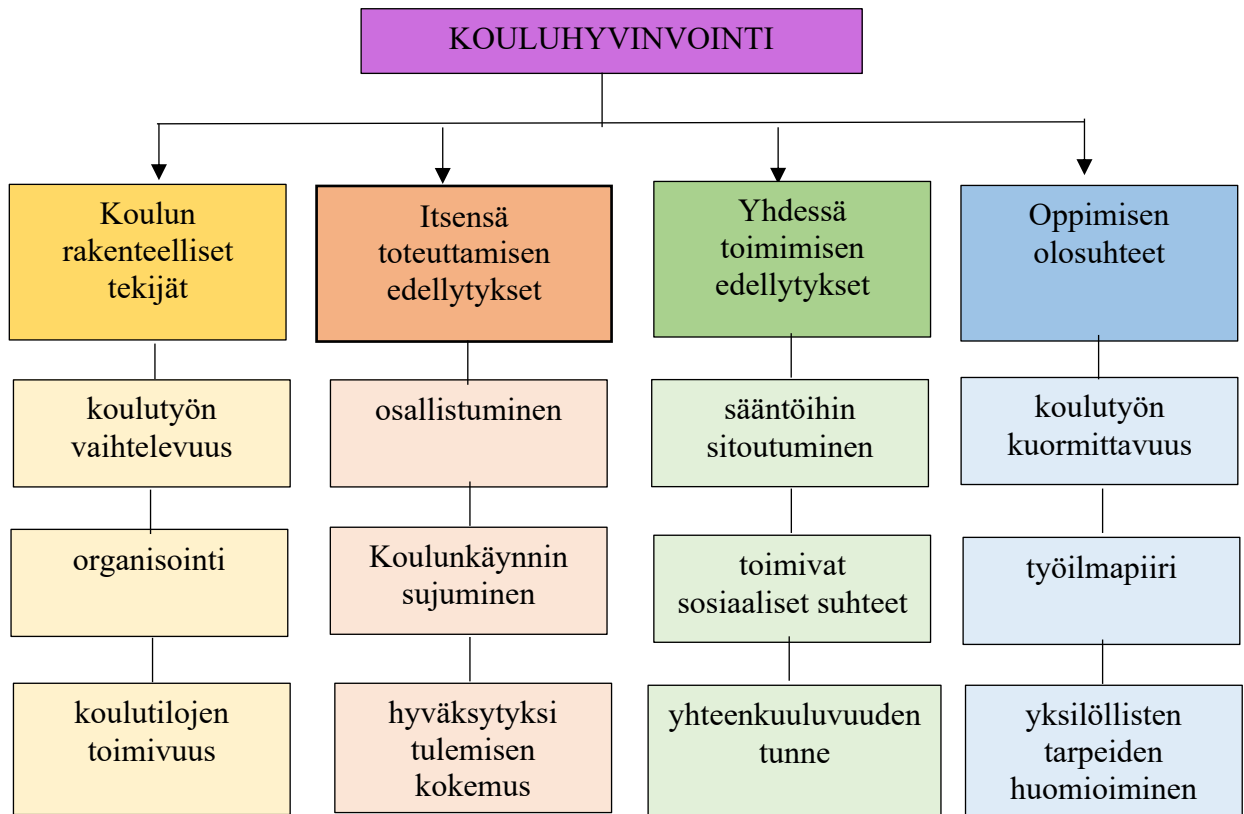 KOULUHYVINVOINTI
Koulun
rakenteelliset
tekijät
Itsensä
toteuttamisen
edellytykset
Yhdessä
toimimisen
edellytykset
Oppimisen
olosuhteet
koulutyön
vaihtelevuus
osallistuminen
sääntöihin
sitoutuminen
koulutyön
kuormittavuus
organisointi
Koulunkäynnin
sujuminen
toimivat
sosiaaliset suhteet
työilmapiiri
koulutilojen
toimivuus
hyväksytyksi
tulemisen
kokemus
yhteenkuuluvuuden
tunne
yksilöllisten
tarpeiden
huomioiminen